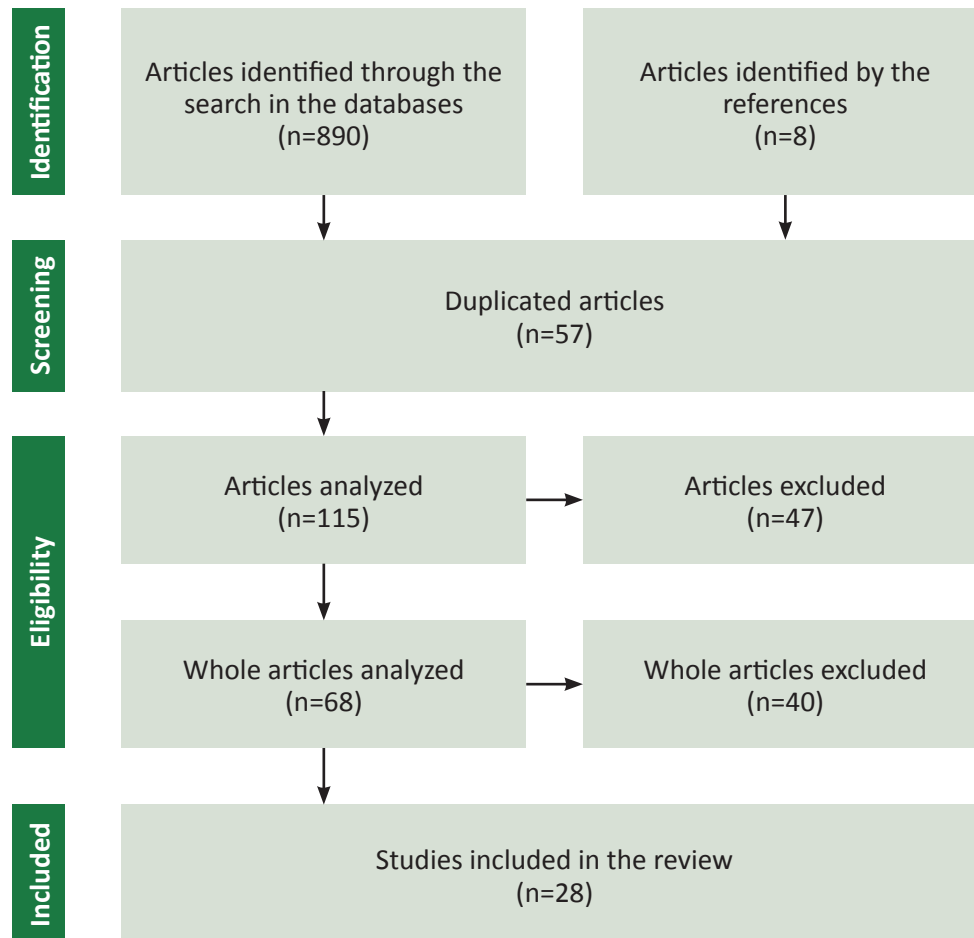 Identification
Articles identified through the
search in the databases
(n=890)
Articles identified by the
references
(n=8)
Screening
Duplicated articles
(n=57)
Eligibility
Articles analyzed
(n=115)
Articles excluded
(n=47)
Whole articles analyzed
(n=68)
Whole articles excluded
(n=40)
Included
Studies included in the review
(n=28)